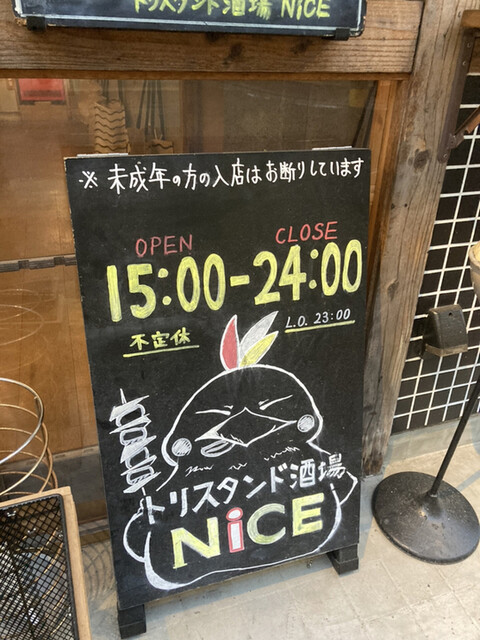 トリスタンド酒場 NiCE
※ 未成年の方の入店はお断りしています
OPEN CLOSE
15:00-24:00
不定休 L.O. 23:00
トリスタンド酒場
NiCE